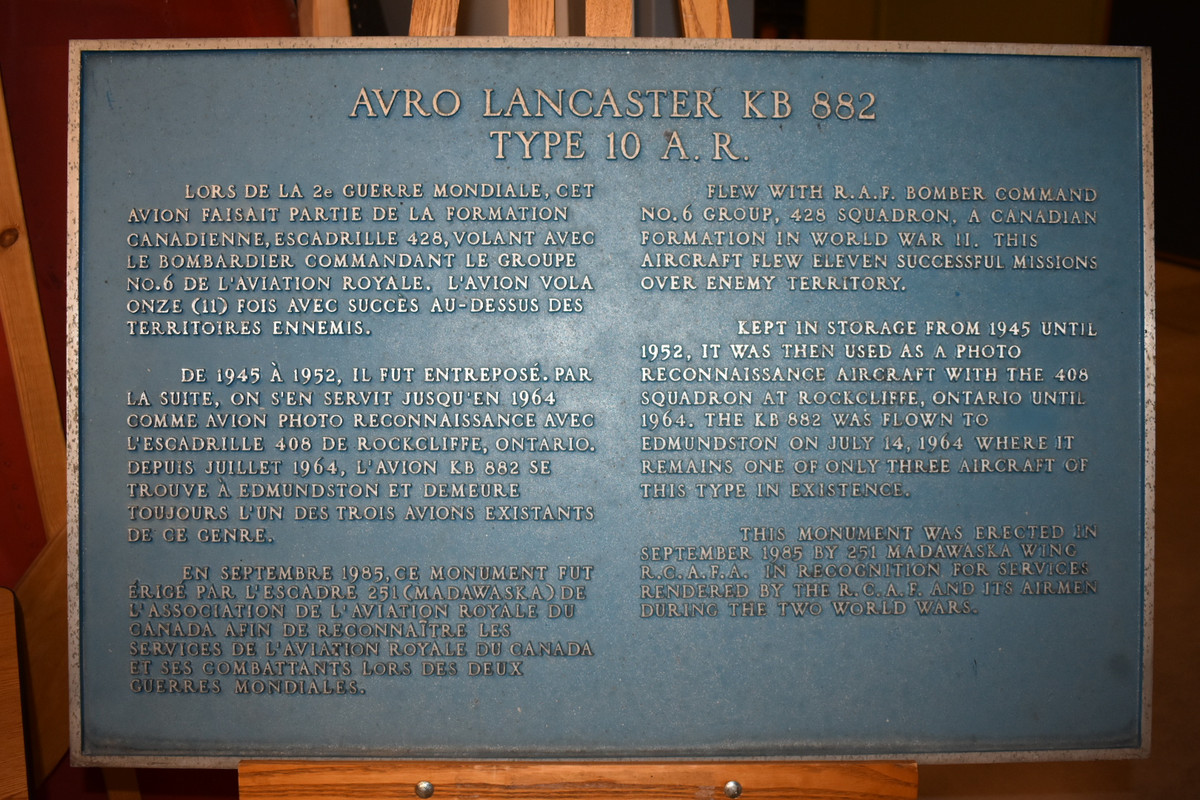 AVRO LANCASTER KB 882
TYPE 10 A.R.
LORS DE LA 2e GUERRE MONDIALE, CET
AVION FAISAIT PARTIE DE LA FORMATION
CANADIENNE, ESCADRILLE 428, VOLANT AVEC
LE BOMBARDIER COMMANDANT LE GROUPE
NO.6 DE L'AVIATION ROYALE. L'AVION VOLA
ONZE (11) FOIS AVEC SUCCÈS AU-DESSUS DES
TERRITOIRES ENNEMIS.
DE 1945 À 1952, IL FUT ENTREPOSÉ. PAR
LA SUITE, ON S'EN SERVIT JUSQU'EN 1964
COMME AVION PHOTO RECONNAISSANCE AVEC
L'ESCADRILLE 408 DE ROCKCLIFFE, ONTARIO.
DEPUIS JUILLET 1964, L'AVION KB 882 SE
TROUVE À EDMUNDSTON ET DEMEURE
TOUJOURS L'UN DES TROIS AVIONS EXISTANTS
DE CE GENRE.
EN SEPTEMBRE 1985, CE MONUMENT FUT
ÉRIGÉ PAR L'ESCADRE 251 (MADAWASKA) DE
L'ASSOCIATION DE L'AVIATION ROYALE DU
CANADA AFIN DE RECONNAÎTRE LES
SERVICES DE L'AVIATION ROYALE DU CANADA
ET SES COMBATTANTS LORS DES DEUX
GUERRES MONDIALES.
FLEW WITH R.A.F. BOMBER COMMAND
NO.6 GROUP, 428 SQUADRON, A CANADIAN
FORMATION IN WORLD WAR II. THIS
AIRCRAFT FLEW ELEVEN SUCCESSFUL MISSIONS
OVER ENEMY TERRITORY.
KEPT IN STORAGE FROM 1945 UNTIL
1952, IT WAS THEN USED AS A PHOTO
RECONNAISSANCE AIRCRAFT WITH THE 408
SQUADRON AT ROCKCLIFFE, ONTARIO UNTIL
1964. THE KB 882 WAS FLOWN TO
EDMUNDSTON ON JULY 14, 1964 WHERE IT
REMAINS ONE OF ONLY THREE AIRCRAFT OF
THIS TYPE IN EXISTENCE.
THIS MONUMENT WAS ERECTED IN
SEPTEMBER 1985 BY 251 MADAWASKA WING
R.C.A.F.A. IN RECOGNITION FOR SERVICES
RENDERED BY THE R.C.A.F. AND ITS AIRMEN
DURING THE TWO WORLD WARS.